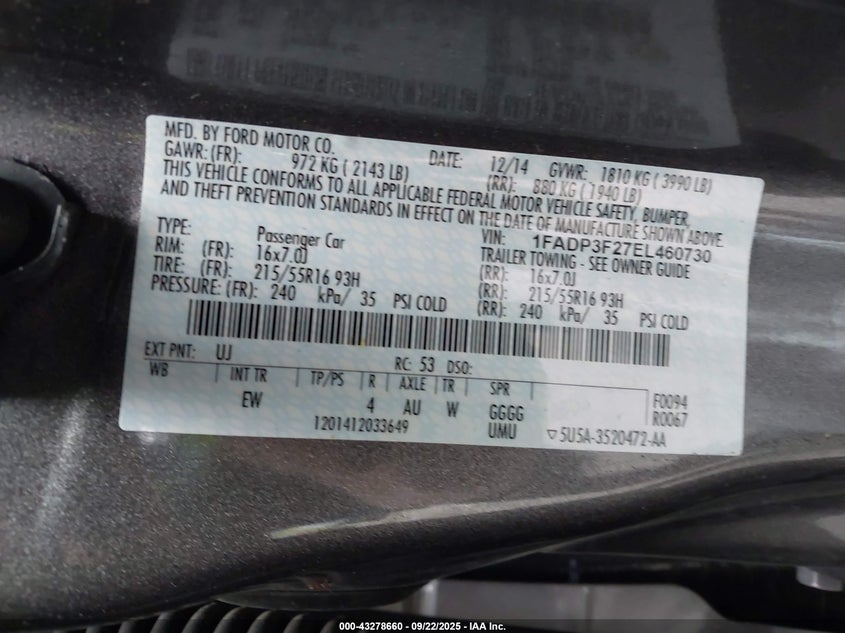 MFD. BY FORD MOTOR CO. DATE: 12/14 GVWR: 1810 KG ( 3990 LB)
GAWR: (FR): 972 KG ( 2143 LB) (RR): 880 KG ( 1940 LB)
THIS VEHICLE CONFORMS TO ALL APPLICABLE FEDERAL MOTOR VEHICLE SAFETY, BUMPER,
AND THEFT PREVENTION STANDARDS IN EFFECT ON THE DATE OF MANUFACTURE SHOWN ABOVE.
VIN: 1FADP3F27EL460730
TYPE: Passenger Car TRAILER TOWING - SEE OWNER GUIDE
RIM: (FR): 16x7.0J (RR): 16x7.0J
TIRE: (FR): 215/55R16 93H (RR): 215/55R16 93H
PRESSURE: (FR): 240 kPa/ 35 PSI COLD (RR): 240 kPa/ 35 PSI COLD
EXT PNT: UJ RC: 53 DSO:
WB INT TR TP/PS R AXLE TR SPR F0094
EW 4 AU W GGGG R0067
1201412033649 UMU ▽5U5A-3520472-AA
000-43278660 - 09/22/2025 - IAA Inc.